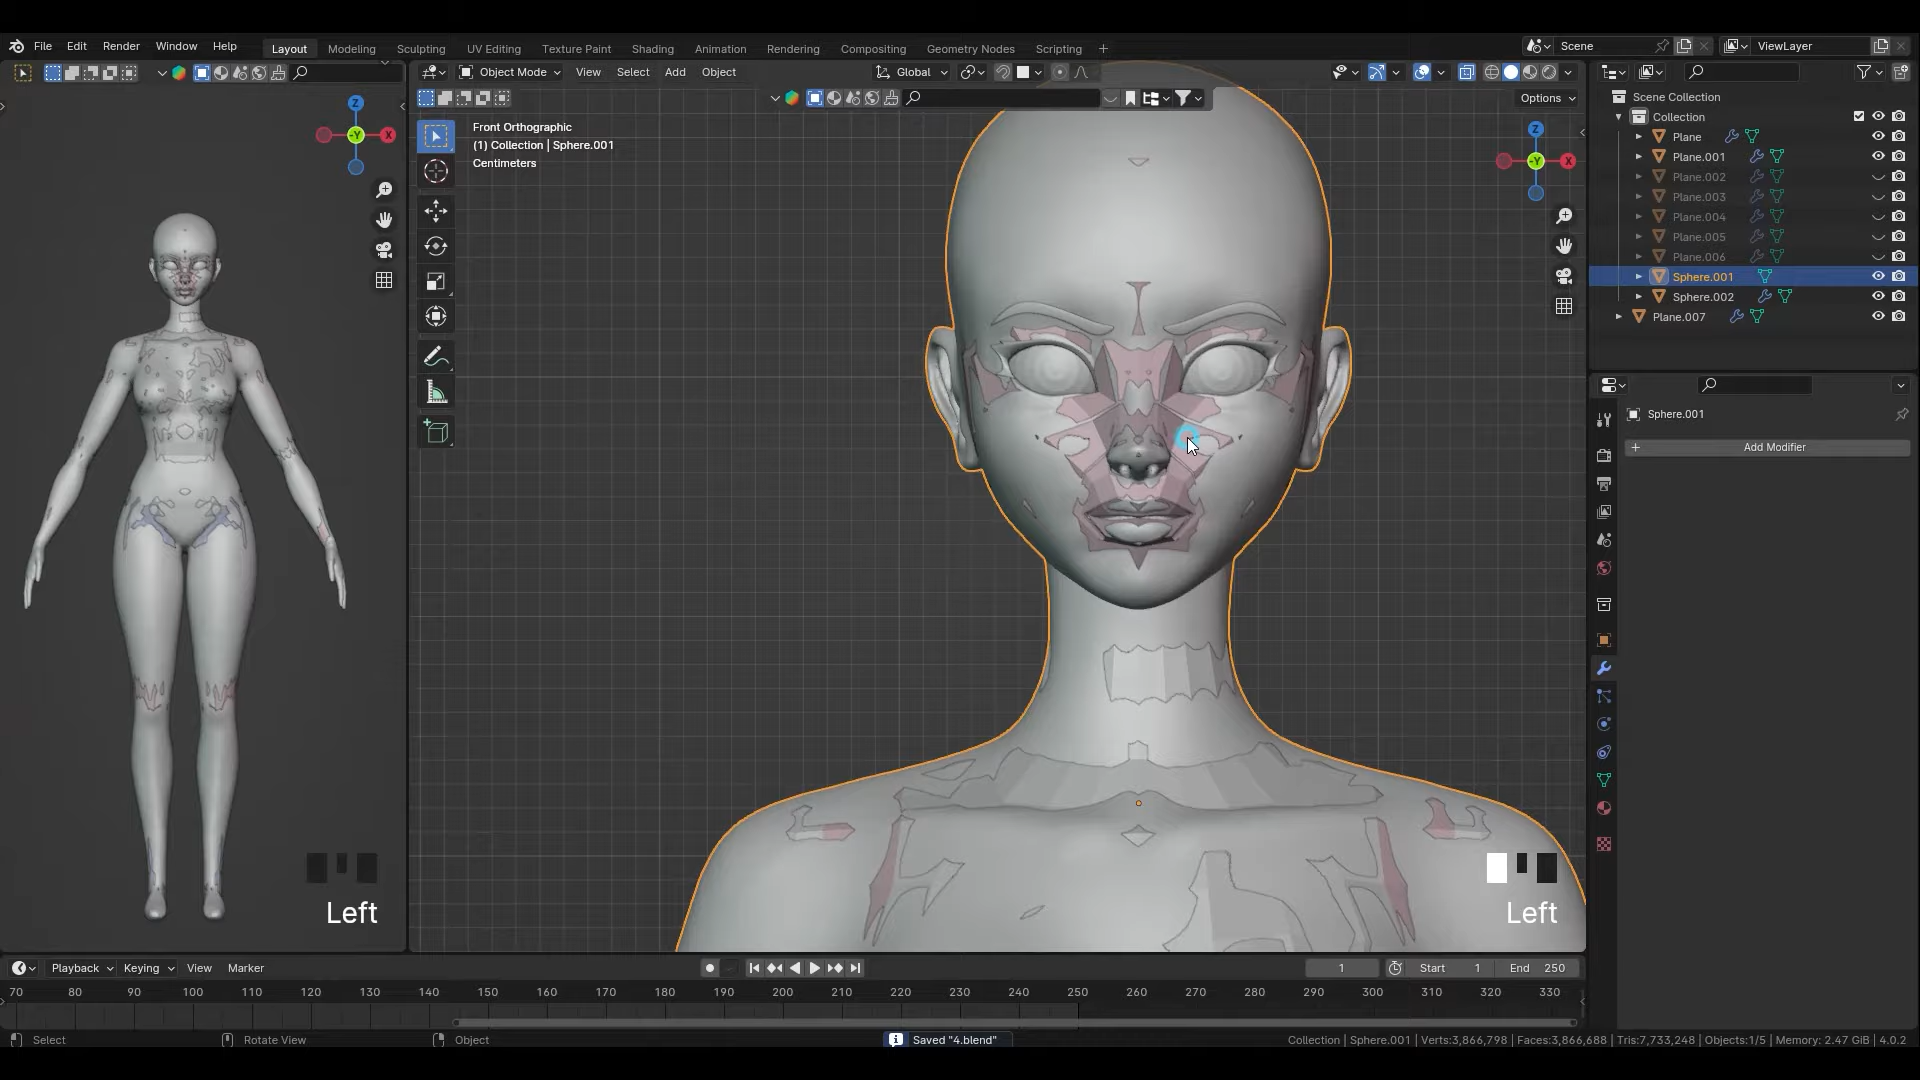 File Edit Render Window Help
Layout Modeling Sculpting UV Editing Texture Paint Shading Animation Rendering Compositing Geometry Nodes Scripting +
Scene
ViewLayer
Object Mode View Select Add Object
Global
Options
Front Orthographic
(1) Collection | Sphere.001
Centimeters
Z
-Y
X
Z
-Y
X
Scene Collection
Collection
Plane
Plane.001
Plane.002
Plane.003
Plane.004
Plane.005
Plane.006
Sphere.001
Sphere.002
Plane.007
Sphere.001
+ Add Modifier
Left
Left
Playback Keying View Marker
1
Start 1
End 250
70 80 90 100 110 120 130 140 150 160 170 180 190 200 210 220 230 240 250 260 270 280 290 300 310 320 330
Select
Rotate View
Object
Saved "4.blend"
Collection | Sphere.001 | Verts:3,866,798 | Faces:3,866,688 | Tris:7,733,248 | Objects:1/5 | Memory: 2.47 GiB | 4.0.2